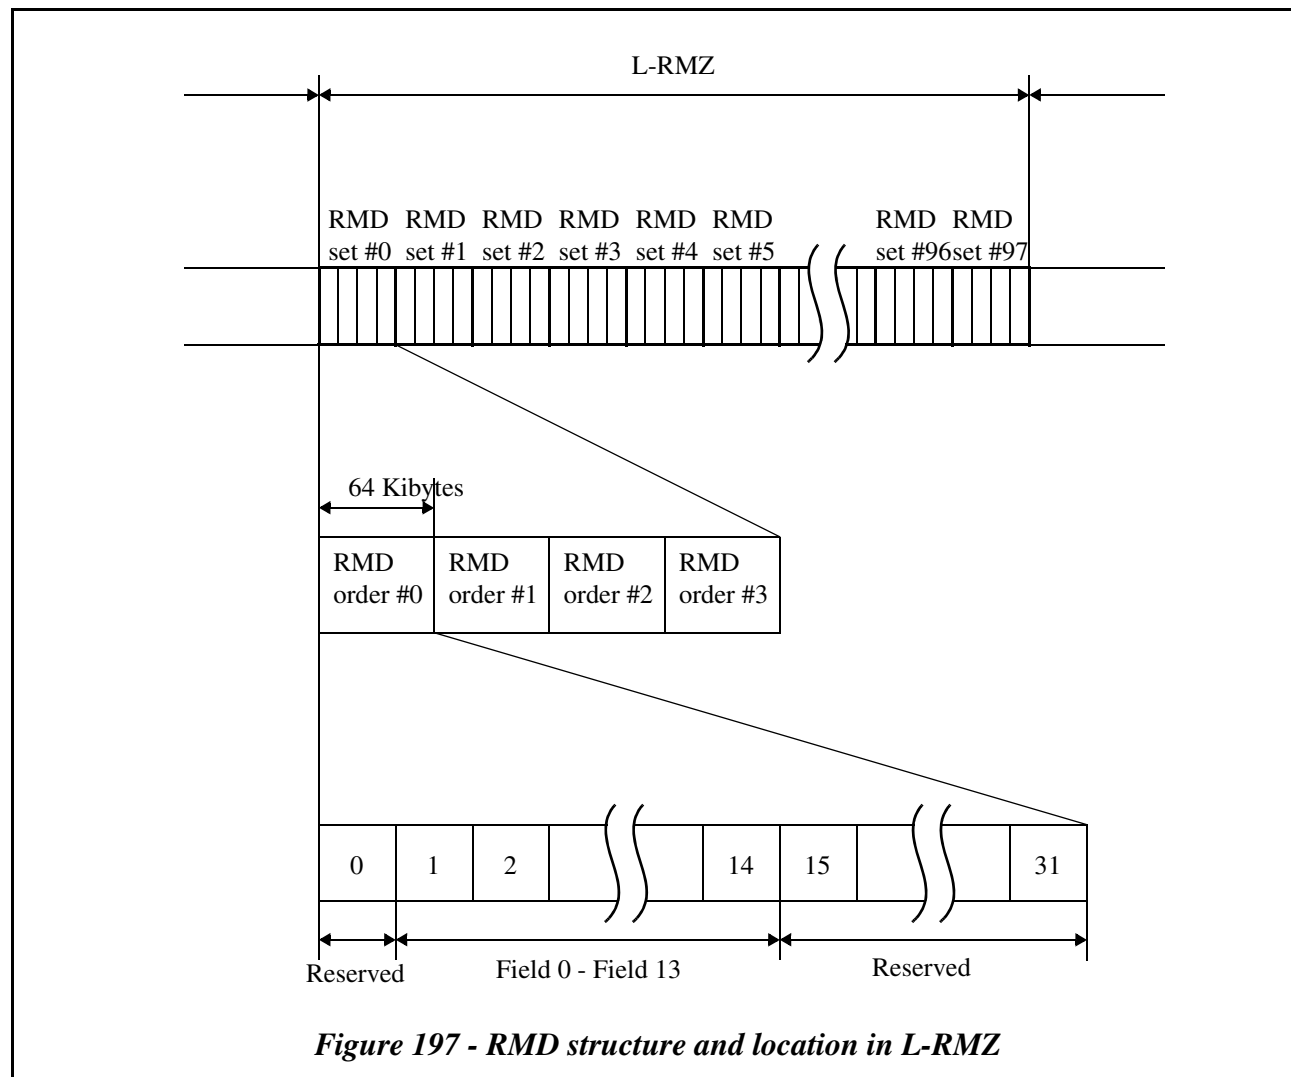 L-RMZ
RMD RMD RMD RMD RMD RMD RMD RMD
set #0 set #1 set #2 set #3 set #4 set #5 set #96 set #97
64 Kibytes
RMD RMD RMD RMD
order #0 order #1 order #2 order #3
0 1 2 14 15 31
Reserved Field 0 - Field 13 Reserved
Figure 197 - RMD structure and location in L-RMZ